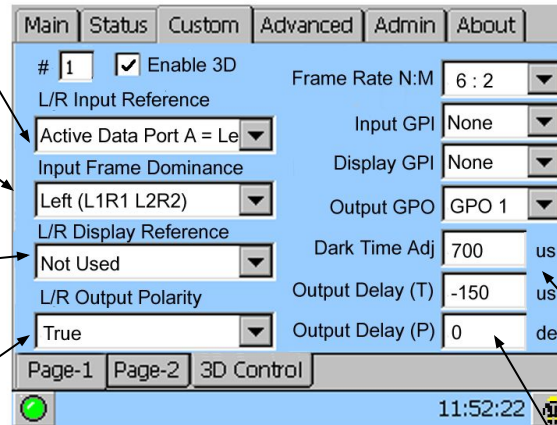 Main Status Custom Advanced Admin About
# 1 Enable 3D
L/R Input Reference
Active Data Port A = Le
Input Frame Dominance
Left (L1R1 L2R2)
L/R Display Reference
Not Used
L/R Output Polarity
True
Frame Rate N:M 6 : 2
Input GPI None
Display GPI None
Output GPO GPO 1
Dark Time Adj 700 us
Output Delay (T) -150 us
Output Delay (P) 0 de
Page-1 Page-2 3D Control
11:52:22